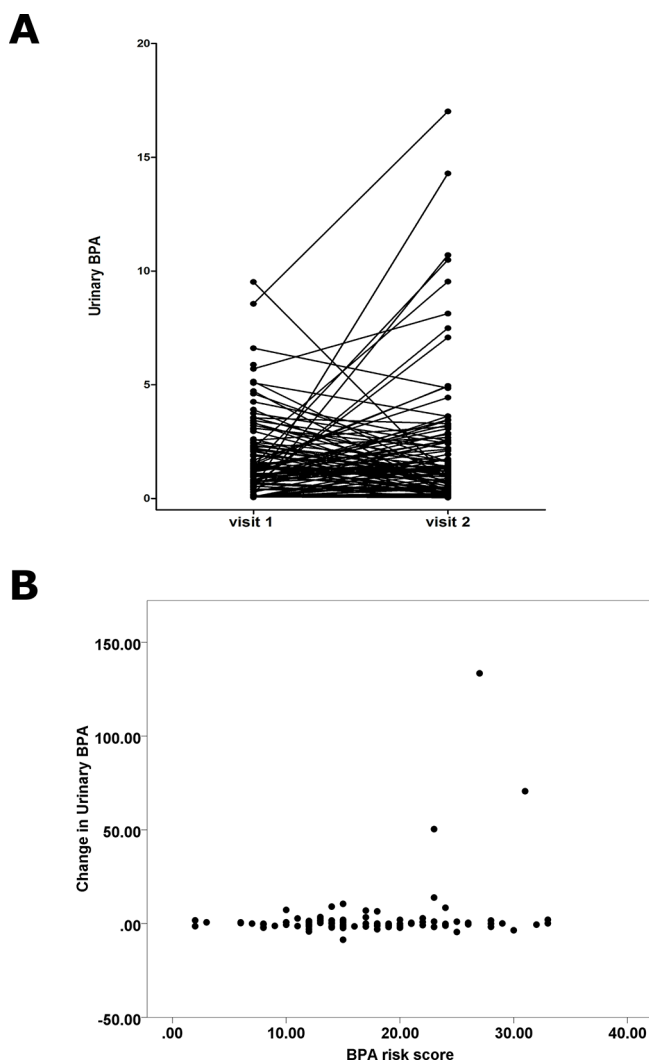 A
20
15
10
5
0
Urinary BPA
visit 1 visit 2
B
150.00
100.00
50.00
.00
-50.00
Change in Urinary BPA
.00 10.00 20.00 30.00 40.00
BPA risk score